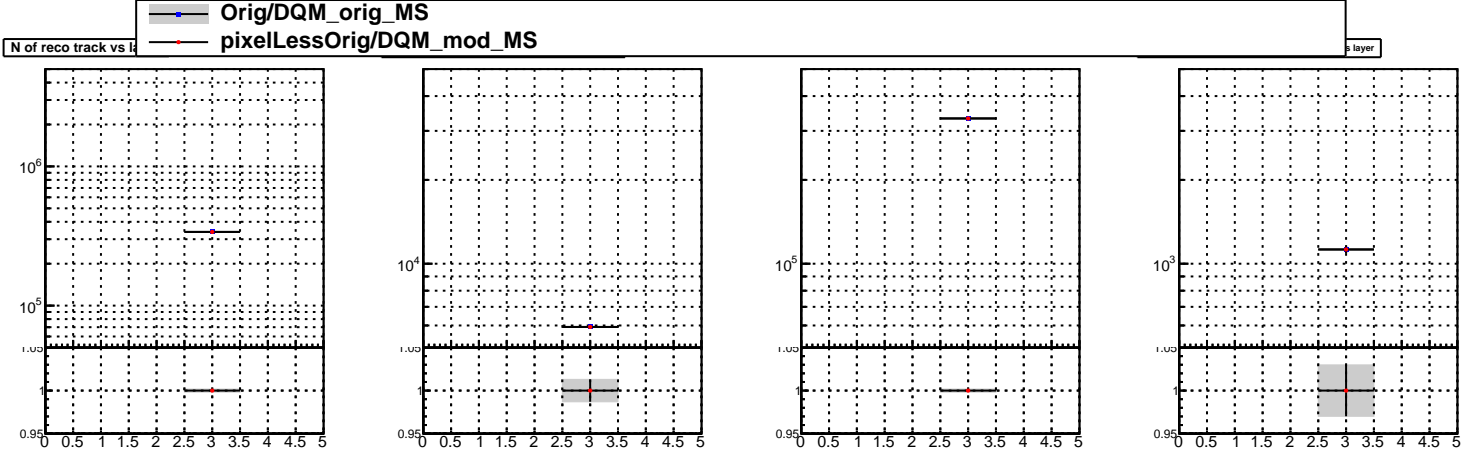 Orig/DQM_orig_MS
pixelLessOrig/DQM_mod_MS
N of reco track vs la
s layer
10^6
10^5
10^4
10^5
10^3
1.05 1.05 1.05 1.05
1 1 1 1
0.95 0.95 0.95 0.95
0 0.5 1 1.5 2 2.5 3 3.5 4 4.5 5
0 0.5 1 1.5 2 2.5 3 3.5 4 4.5 5
0 0.5 1 1.5 2 2.5 3 3.5 4 4.5 5
0 0.5 1 1.5 2 2.5 3 3.5 4 4.5 5